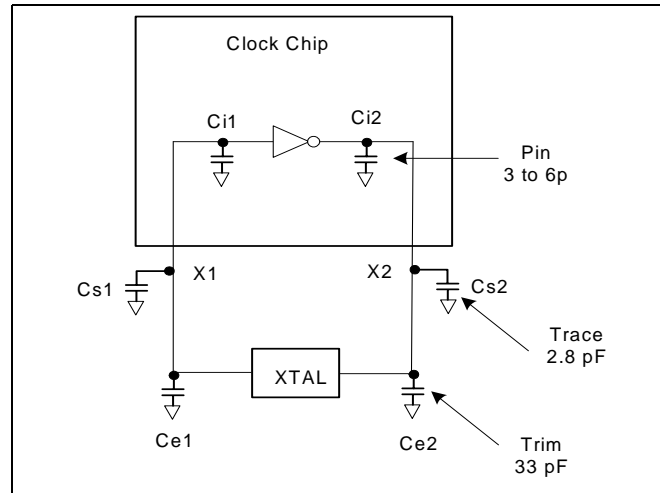 Clock Chip
Ci1
Ci2
Pin
3 to 6p
X1
X2
Cs1
Cs2
Trace
2.8 pF
XTAL
Ce1
Ce2
Trim
33 pF